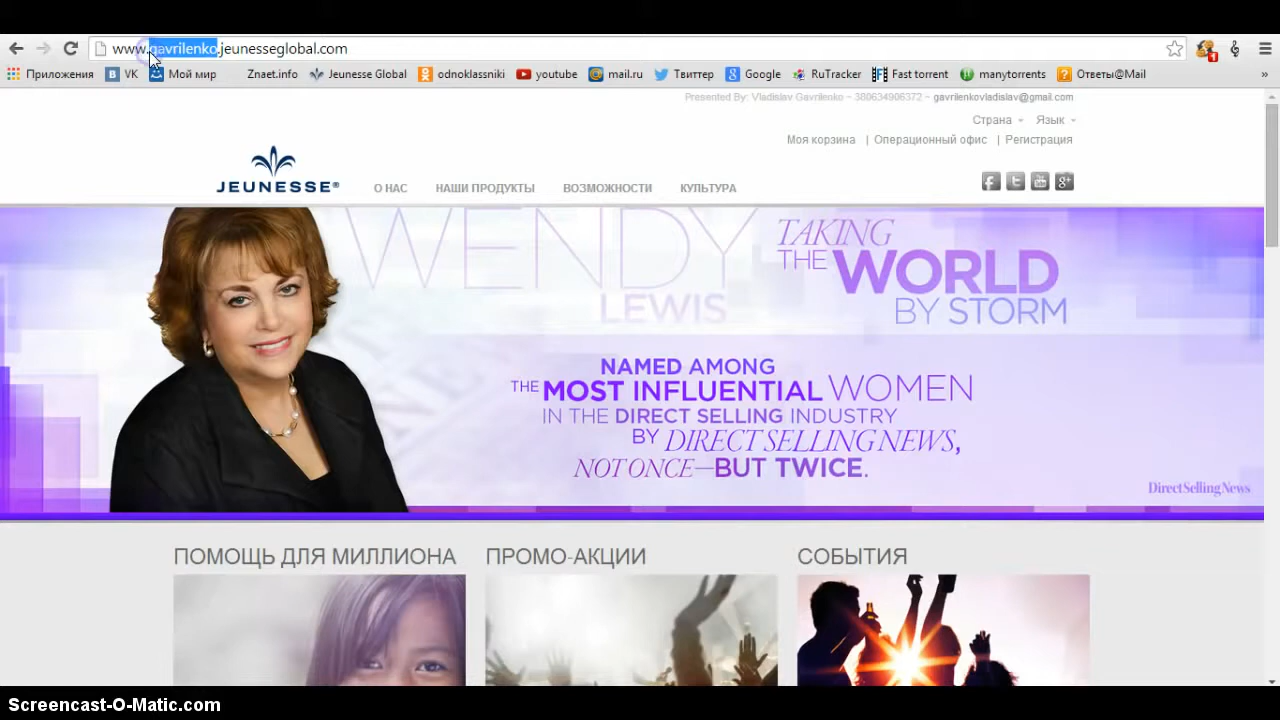 www.gavrilenko.jeunesseglobal.com
Приложения VK Мой мир Znaet.info Jeunesse Global odnoklassniki youtube mail.ru Твиттер Google RuTracker Fast torrent manytorrents Ответы@Mail »
Presented By: Vladislav Gavrilenko ~ 380634906372 ~ gavrilenkovladislav@gmail.com
Страна Язык
Моя корзина | Операционный офис | Регистрация
JEUNESSE®
О НАС НАШИ ПРОДУКТЫ ВОЗМОЖНОСТИ КУЛЬТУРА
WENDY
LEWIS
TAKING
THE WORLD
BY STORM
NAMED AMONG
THE MOST INFLUENTIAL WOMEN
IN THE DIRECT SELLING INDUSTRY
BY DIRECT SELLING NEWS,
NOT ONCE—BUT TWICE.
DirectSellingNews
ПОМОЩЬ ДЛЯ МИЛЛИОНА ПРОМО-АКЦИИ СОБЫТИЯ
Screencast-O-Matic.com